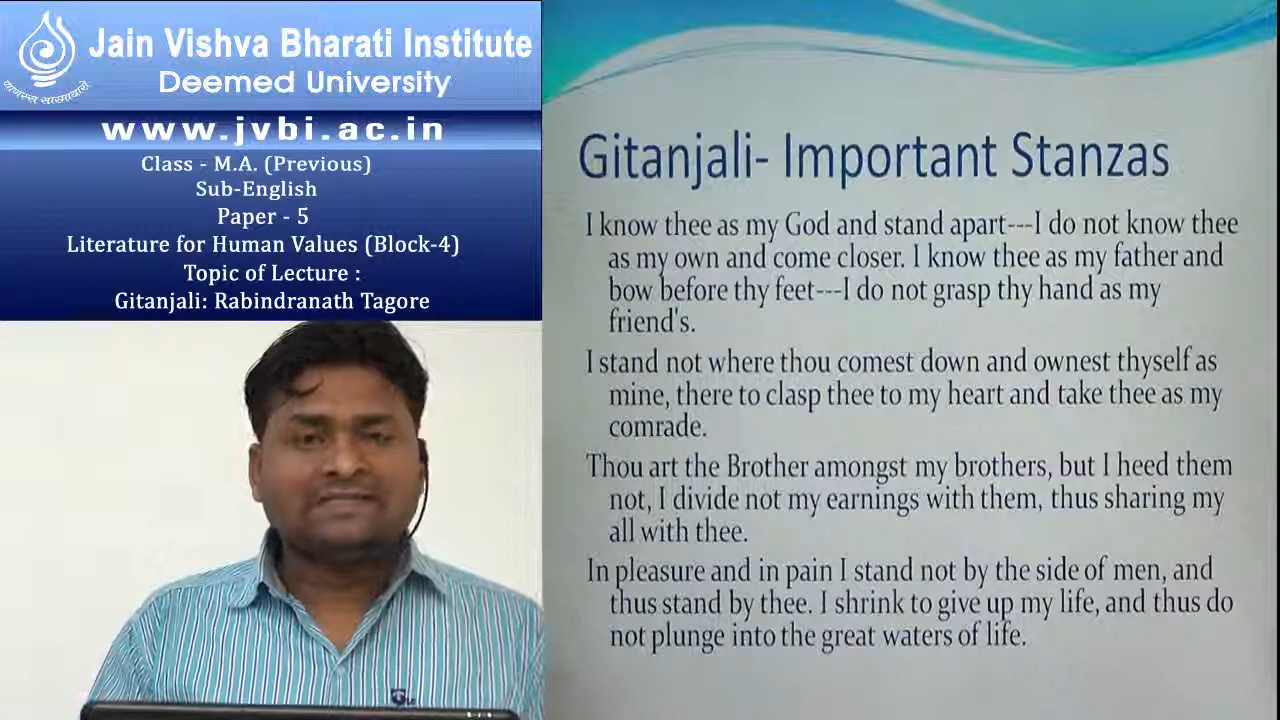 Jain Vishva Bharati Institute
Deemed University
www.jvbi.ac.in
Class - M.A. (Previous)
Sub-English
Paper - 5
Literature for Human Values (Block-4)
Topic of Lecture :
Gitanjali: Rabindranath Tagore
Gitanjali- Important Stanzas
I know thee as my God and stand apart---I do not know thee
as my own and come closer. I know thee as my father and
bow before thy feet---I do not grasp thy hand as my
friend's.
I stand not where thou comest down and ownest thyself as
mine, there to clasp thee to my heart and take thee as my
comrade.
Thou art the Brother amongst my brothers, but I heed them
not, I divide not my earnings with them, thus sharing my
all with thee.
In pleasure and in pain I stand not by the side of men, and
thus stand by thee. I shrink to give up my life, and thus do
not plunge into the great waters of life.